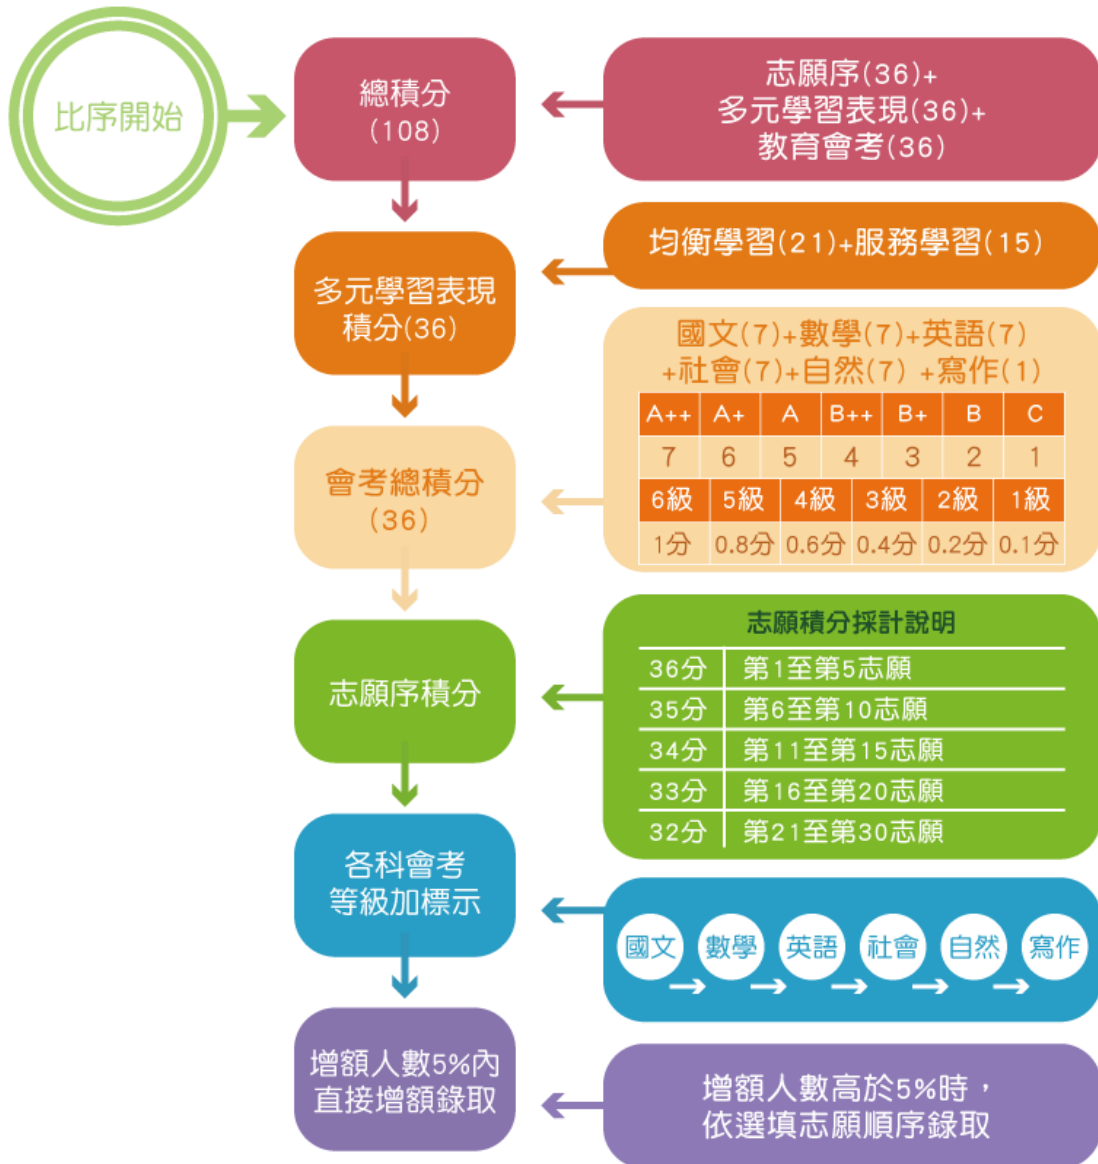 比序開始
總積分
(108)
志願序(36)+
多元學習表現(36)+
教育會考(36)
多元學習表現
積分(36)
均衡學習(21)+服務學習(15)
會考總積分
(36)
國文(7)+數學(7)+英語(7)
+社會(7)+自然(7) +寫作(1)
A++ A+ A B++ B+ B C
7 6 5 4 3 2 1
6級 5級 4級 3級 2級 1級
1分 0.8分 0.6分 0.4分 0.2分 0.1分
志願序積分
志願積分採計說明
36分 第1至第5志願
35分 第6至第10志願
34分 第11至第15志願
33分 第16至第20志願
32分 第21至第30志願
各科會考
等級加標示
國文 數學 英語 社會 自然 寫作
增額人數5%內
直接增額錄取
增額人數高於5%時，
依選填志願順序錄取